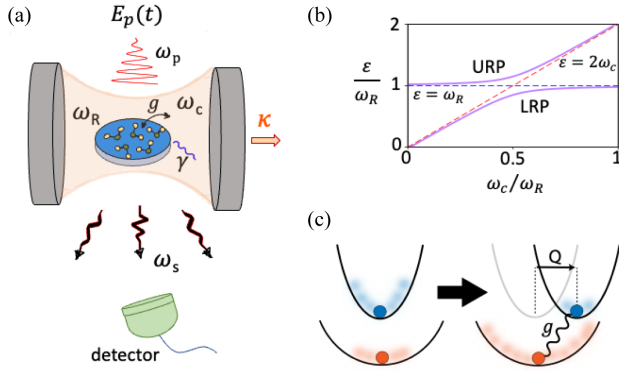 (a)
E_p(t)
ω_p
ω_R
g
ω_c
κ
γ
ω_s
detector
(b)
ε/ω_R
2
1
0
URP
ε = 2ω_c
ε = ω_R
LRP
0
0.5
1
ω_c/ω_R
(c)
Q
g